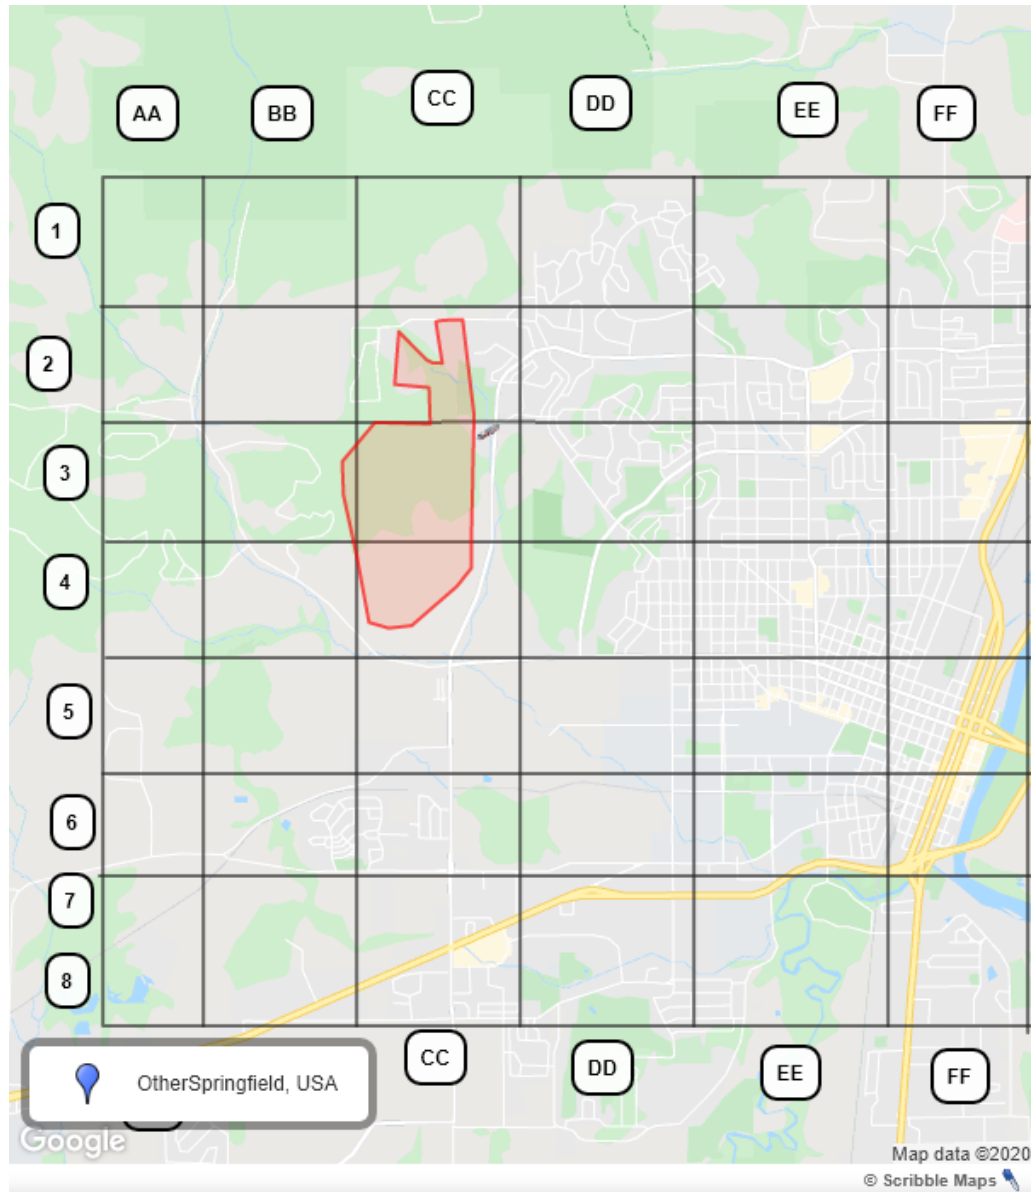 AA
BB
CC
DD
EE
FF
1
2
3
4
5
6
7
8
CC
DD
EE
FF
OtherSpringfield, USA
Google
Map data ©2020
© Scribble Maps